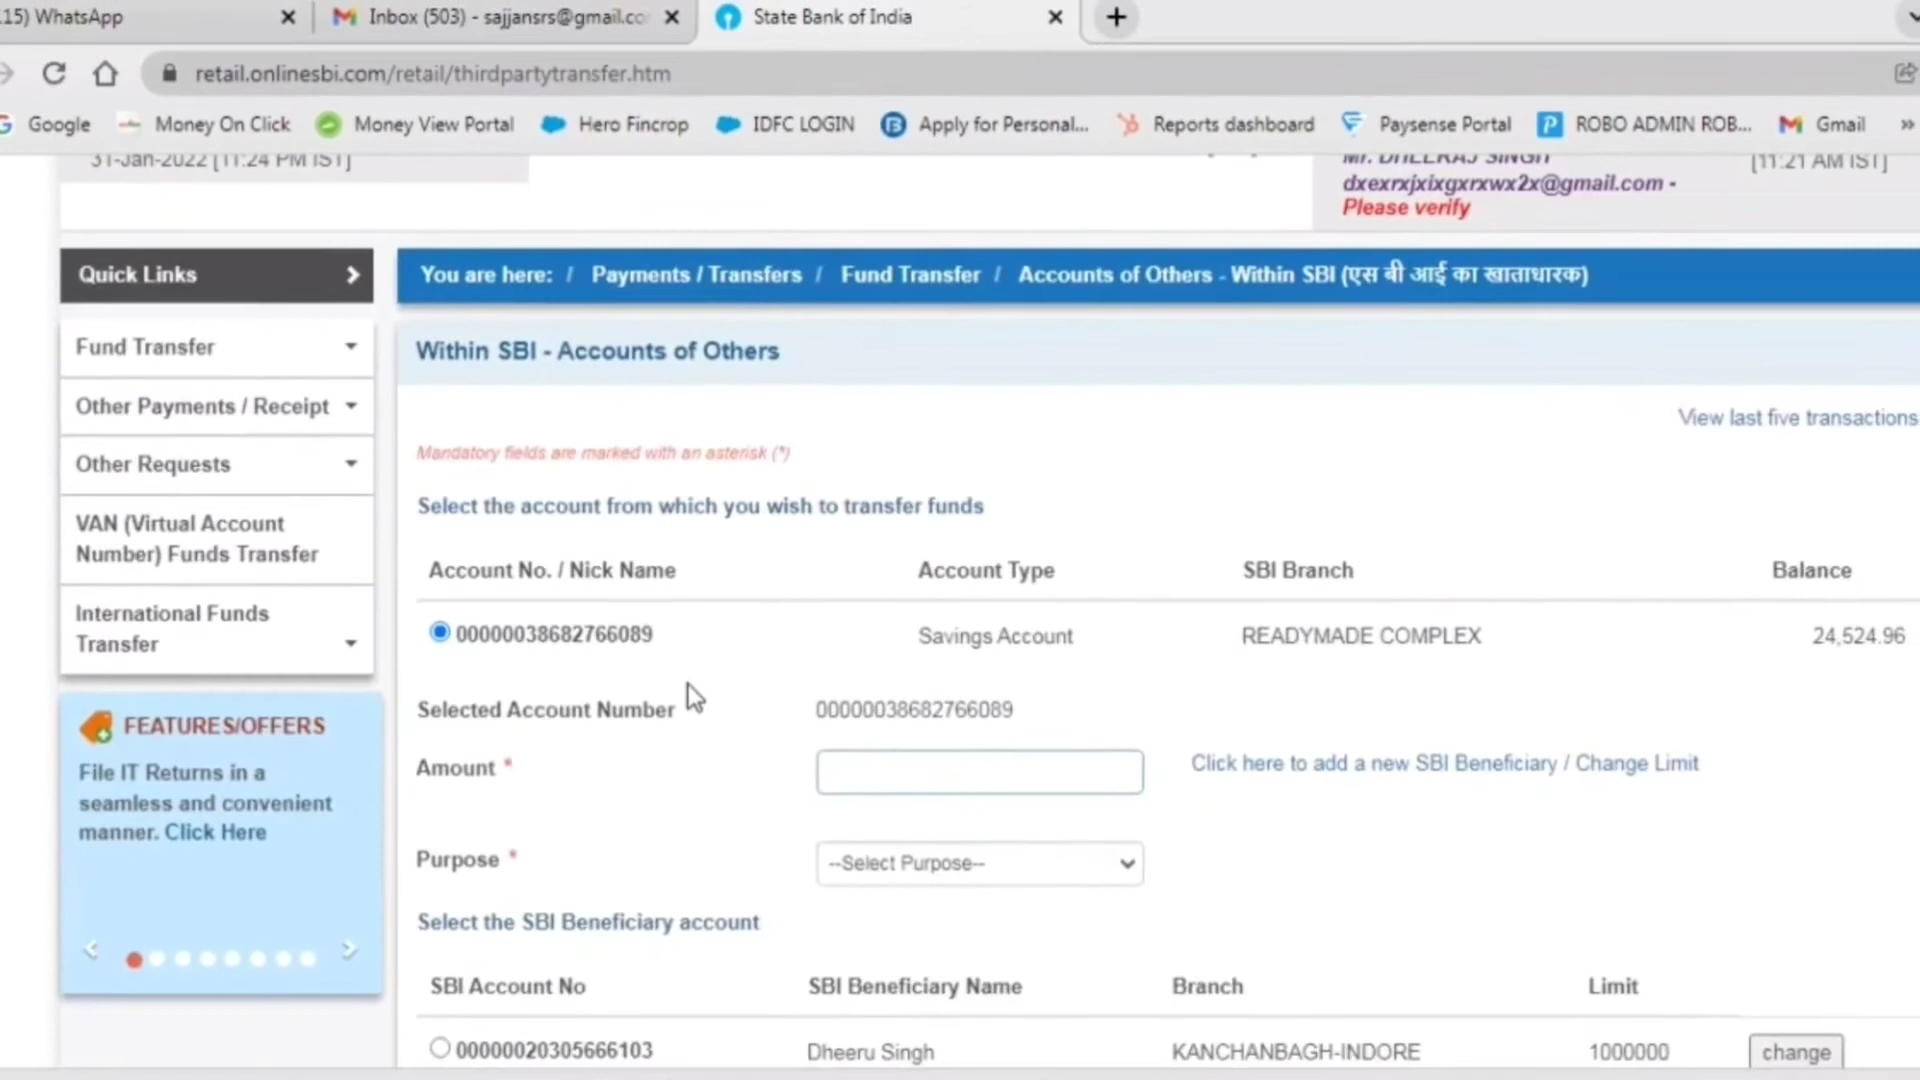 15) WhatsApp
Inbox (503) - sajjansrs@gmail.co
State Bank of India
retail.onlinesbi.com/retail/thirdpartytransfer.htm
Google Money On Click Money View Portal Hero Fincrop IDFC LOGIN Apply for Personal... Reports dashboard Paysense Portal ROBO ADMIN ROB... Gmail »
31-Jan-2022 [11:24 PM IST]
Mr. DHEERAJ SINGH [11:21 AM IST]
dxexrxjxixgxrxwx2x@gmail.com -
Please verify
Quick Links
You are here: / Payments / Transfers / Fund Transfer / Accounts of Others - Within SBI (एस बी आई का खाताधारक)
Fund Transfer
Other Payments / Receipt
Other Requests
VAN (Virtual Account
Number) Funds Transfer
International Funds
Transfer
FEATURES/OFFERS
File IT Returns in a
seamless and convenient
manner. Click Here
Within SBI - Accounts of Others
View last five transactions
Mandatory fields are marked with an asterisk (*)
Select the account from which you wish to transfer funds
Account No. / Nick Name Account Type SBI Branch Balance
00000038682766089 Savings Account READYMADE COMPLEX 24,524.96
Selected Account Number 00000038682766089
Amount * Click here to add a new SBI Beneficiary / Change Limit
Purpose * --Select Purpose--
Select the SBI Beneficiary account
SBI Account No SBI Beneficiary Name Branch Limit
00000020305666103 Dheeru Singh KANCHANBAGH-INDORE 1000000 change